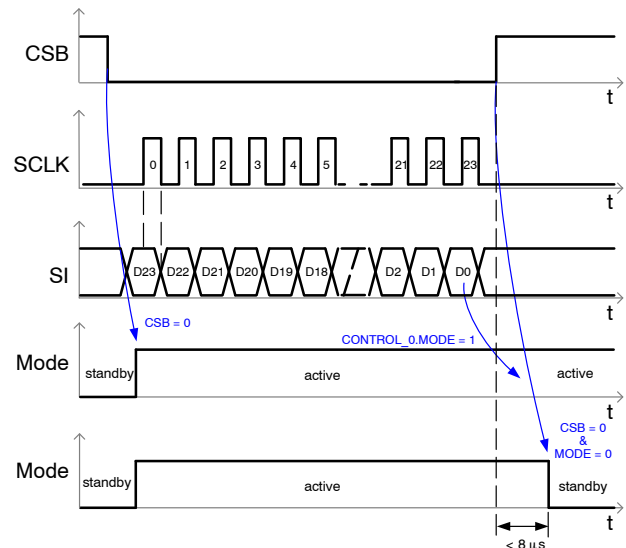 CSB
t
SCLK
0 1 2 3 4 5 21 22 23
t
SI
D23 D22 D21 D20 D19 D18 D2 D1 D0
t
CSB = 0
CONTROL_0.MODE = 1
Mode
standby active active
t
CSB = 0
&
MODE = 0
Mode
standby active standby
t
< 8 µs